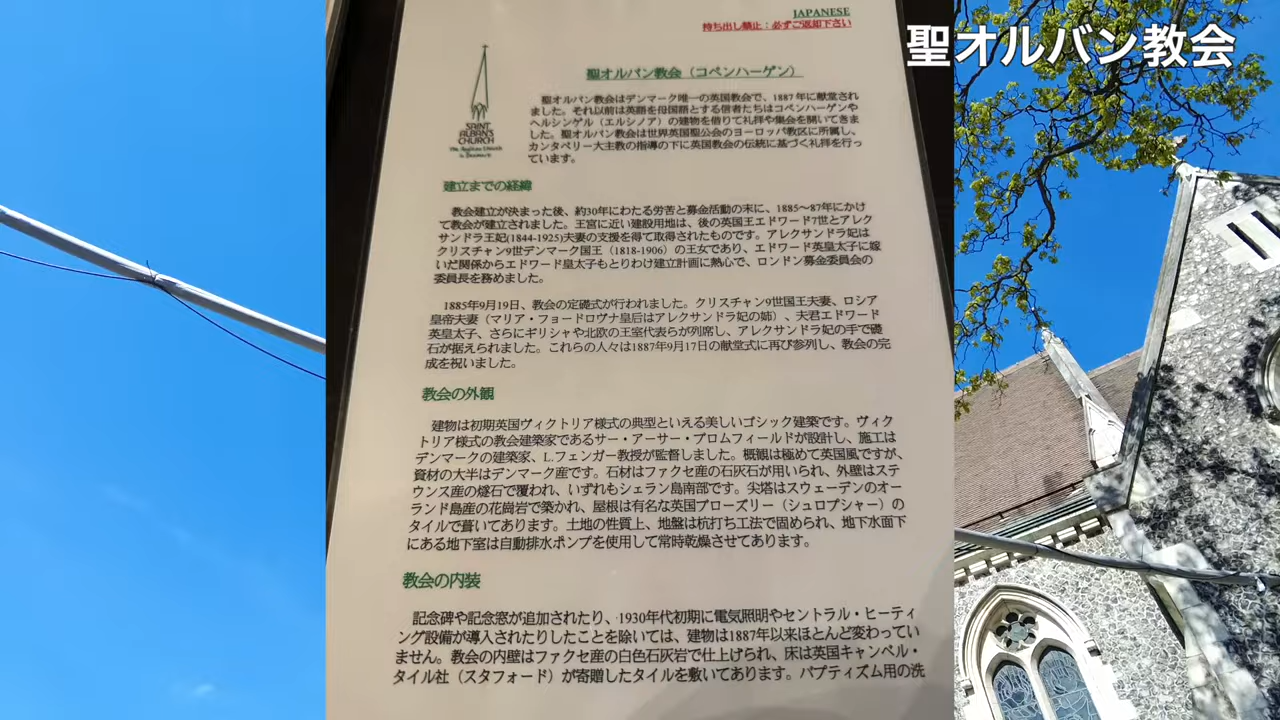 聖オルバン教会
JAPANESE
持ち出し禁止：必ずご返却下さい
SAINT
ALBAN'S
CHURCH
The Anglican Church
in Denmark
聖オルバン教会（コペンハーゲン）
聖オルバン教会はデンマーク唯一の英国教会で、1887年に献堂され
ました。それ以前は英語を母国語とする信者たちはコペンハーゲンや
ヘルシンゲル（エルシノア）の建物を借りて礼拝や集会を開いてきま
した。聖オルバン教会は世界英国聖公会のヨーロッパ教区に所属し、
カンタベリー大主教の指導の下に英国教会の伝統に基づく礼拝を行っ
ています。
建立までの経緯
教会建立が決まった後、約30年にわたる労苦と募金活動の末に、1885〜87年にかけ
て教会が建立されました。王宮に近い建設用地は、後の英国王エドワード7世とアレク
サンドラ王妃(1844-1925)夫妻の支援を得て取得されたものです。アレクサンドラ妃は
クリスチャン9世デンマーク国王（1818-1906）の王女であり、エドワード英皇太子に嫁
いだ関係からエドワード皇太子もとりわけ建立計画に熱心で、ロンドン募金委員会の
委員長を務めました。
1885年9月19日、教会の定礎式が行われました。クリスチャン9世国王夫妻、ロシア
皇帝夫妻（マリア・フョードロヴナ皇后はアレクサンドラ妃の姉）、夫君エドワード
英皇太子、さらにギリシャや北欧の王室代表らが列席し、アレクサンドラ妃の手で礎
石が据えられました。これらの人々は1887年9月17日の献堂式に再び参列し、教会の完
成を祝いました。
教会の外観
建物は初期英国ヴィクトリア様式の典型といえる美しいゴシック建築です。ヴィク
トリア様式の教会建築家であるサー・アーサー・ブロムフィールドが設計し、施工は
デンマークの建築家、L.フェンガー教授が監督しました。概観は極めて英国風ですが、
資材の大半はデンマーク産です。石材はファクセ産の石灰石が用いられ、外壁はステ
ウンス産の燧石で覆われ、いずれもシェラン島南部です。尖塔はスウェーデンのオー
ランド島産の花崗岩で築かれ、屋根は有名な英国ブローズリー（シュロプシャー）の
タイルで葺いてあります。土地の性質上、地盤は杭打ち工法で固められ、地下水面下
にある地下室は自動排水ポンプを使用して常時乾燥させてあります。
教会の内装
記念碑や記念窓が追加されたり、1930年代初期に電気照明やセントラル・ヒーティ
ング設備が導入されたりしたことを除いては、建物は1887年以来ほとんど変わってい
ません。教会の内壁はファクセ産の白色石灰岩で仕上げられ、床は英国キャンベル・
タイル社（スタフォード）が寄贈したタイルを敷いてあります。バプティズム用の洗